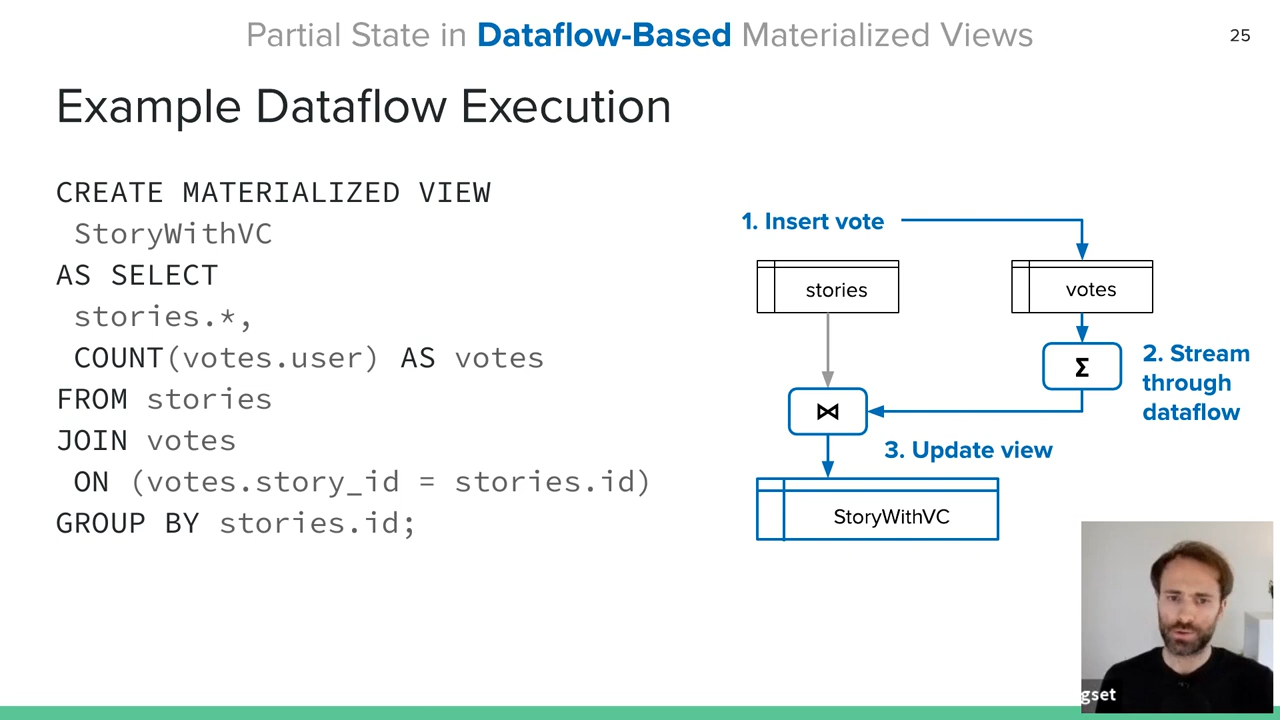 Partial State in Dataflow-Based Materialized Views
25
Example Dataflow Execution
CREATE MATERIALIZED VIEW
StoryWithVC
AS SELECT
stories.*,
COUNT(votes.user) AS votes
FROM stories
JOIN votes
ON (votes.story_id = stories.id)
GROUP BY stories.id;
1. Insert vote
stories
votes
Σ
2. Stream
through
dataflow
⋈
3. Update view
StoryWithVC
gset